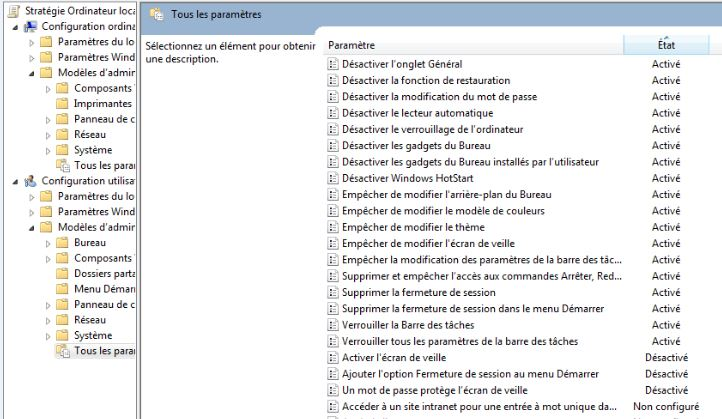 Stratégie Ordinateur loca
Configuration ordina
Paramètres du lo
Paramètres Wind
Modèles d'admir
Composants
Imprimantes
Panneau de c
Réseau
Système
Tous les parai
Configuration utilisat
Paramètres du lo
Paramètres Wind
Modèles d'admir
Bureau
Composants
Dossiers parta
Menu Démarr
Panneau de c
Réseau
Système
Tous les parai
Tous les paramètres
Sélectionnez un élément pour obtenir
une description.
Paramètre État
Désactiver l'onglet Général Activé
Désactiver la fonction de restauration Activé
Désactiver la modification du mot de passe Activé
Désactiver le lecteur automatique Activé
Désactiver le verrouillage de l'ordinateur Activé
Désactiver les gadgets du Bureau Activé
Désactiver les gadgets du Bureau installés par l'utilisateur Activé
Désactiver Windows HotStart Activé
Empêcher de modifier l'arrière-plan du Bureau Activé
Empêcher de modifier le modèle de couleurs Activé
Empêcher de modifier le thème Activé
Empêcher de modifier l'écran de veille Activé
Empêcher la modification des paramètres de la barre des tâc... Activé
Supprimer et empêcher l'accès aux commandes Arrêter, Red... Activé
Supprimer la fermeture de session Activé
Supprimer la fermeture de session dans le menu Démarrer Activé
Verrouiller la Barre des tâches Activé
Verrouiller tous les paramètres de la barre des tâches Activé
Activer l'écran de veille Désactivé
Ajouter l'option Fermeture de session au menu Démarrer Désactivé
Un mot de passe protège l'écran de veille Désactivé
Accéder à un site intranet pour une entrée à mot unique da... Non configuré